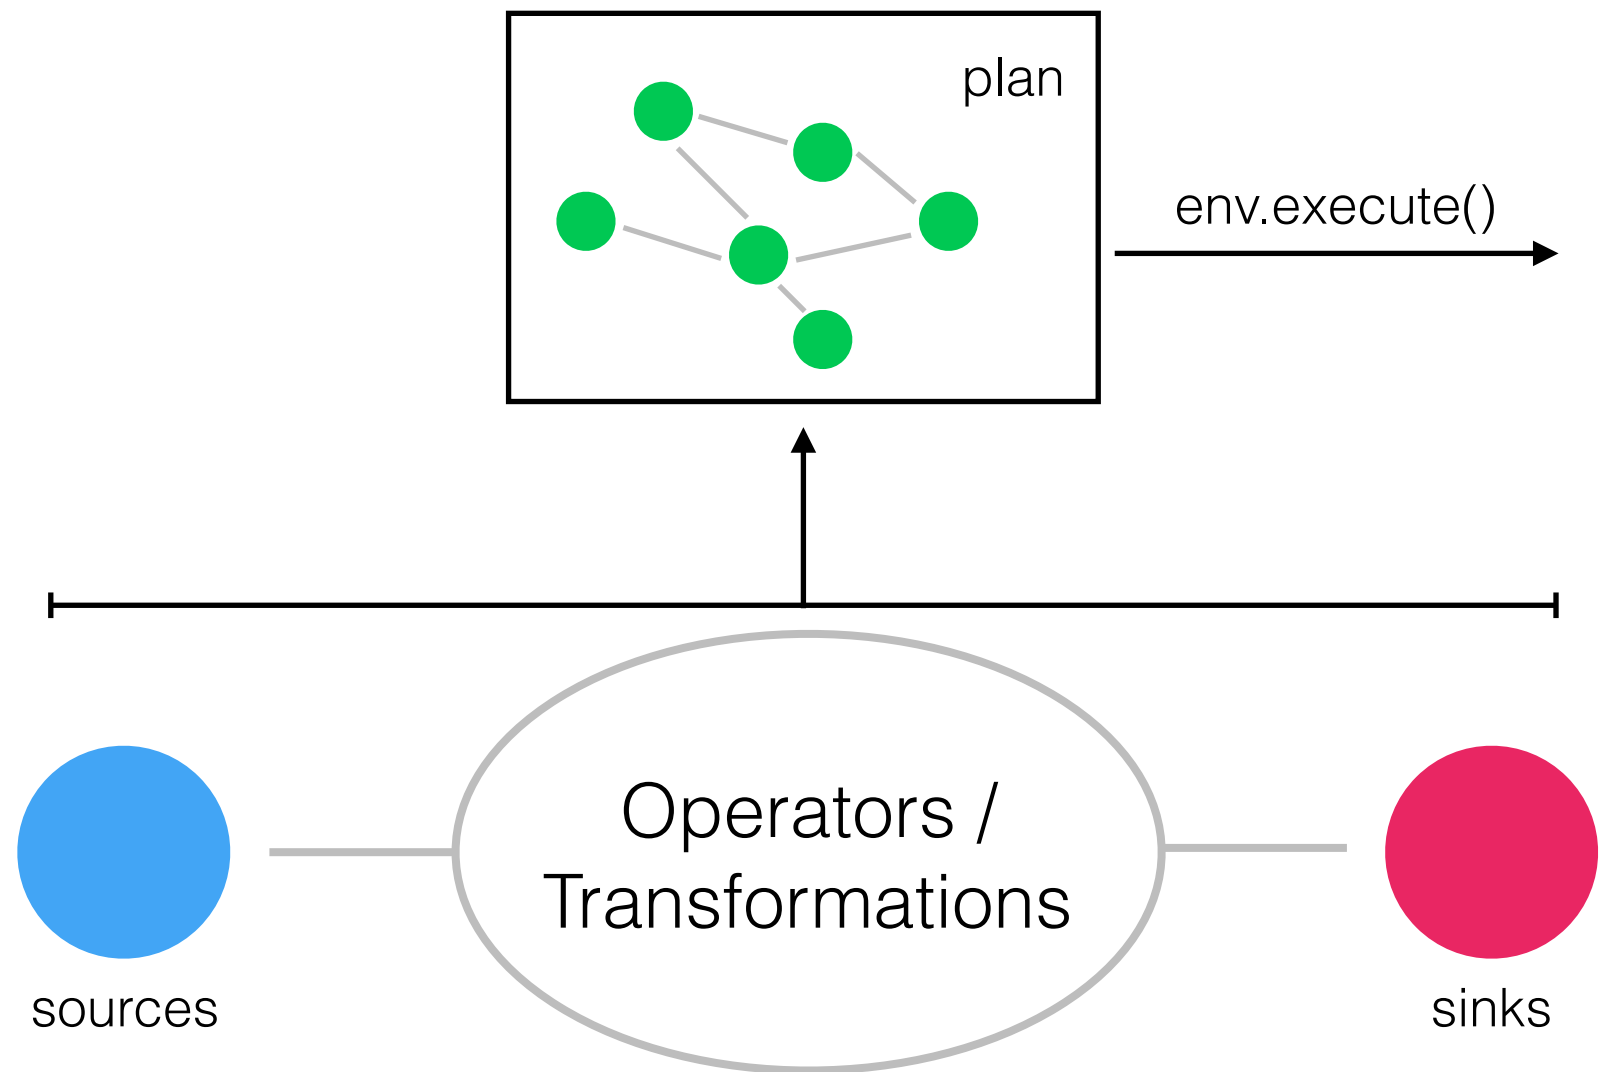 plan
env.execute()
Operators /
Transformations
sources
sinks